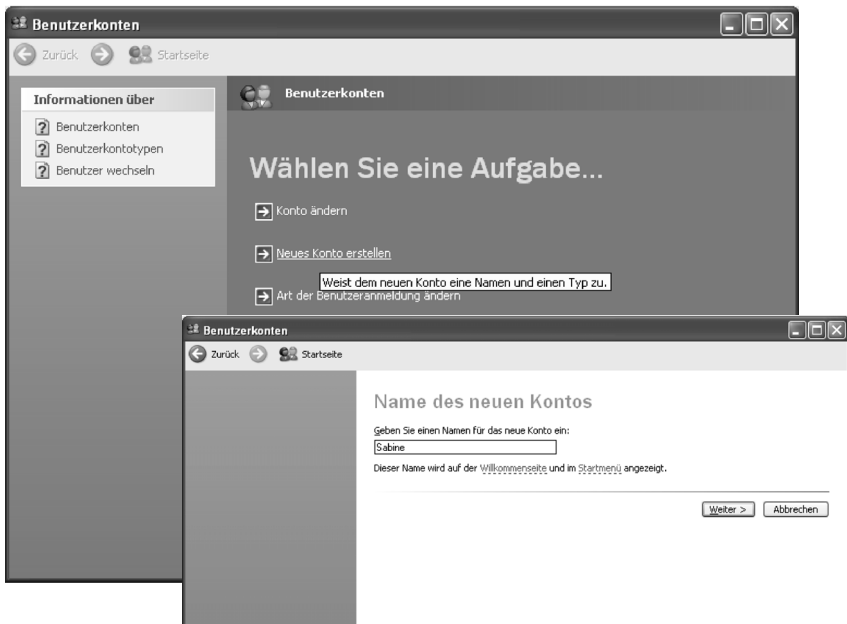 Benutzerkonten
Zurück Startseite
Informationen über
Benutzerkonten
Benutzerkontotypen
Benutzer wechseln
Benutzerkonten
Wählen Sie eine Aufgabe...
Konto ändern
Neues Konto erstellen
Weist dem neuen Konto eine Namen und einen Typ zu.
Art der Benutzeranmeldung ändern
Benutzerkonten
Zurück Startseite
Name des neuen Kontos
Geben Sie einen Namen für das neue Konto ein:
Sabine
Dieser Name wird auf der Willkommenseite und im Startmenü angezeigt.
Weiter > Abbrechen